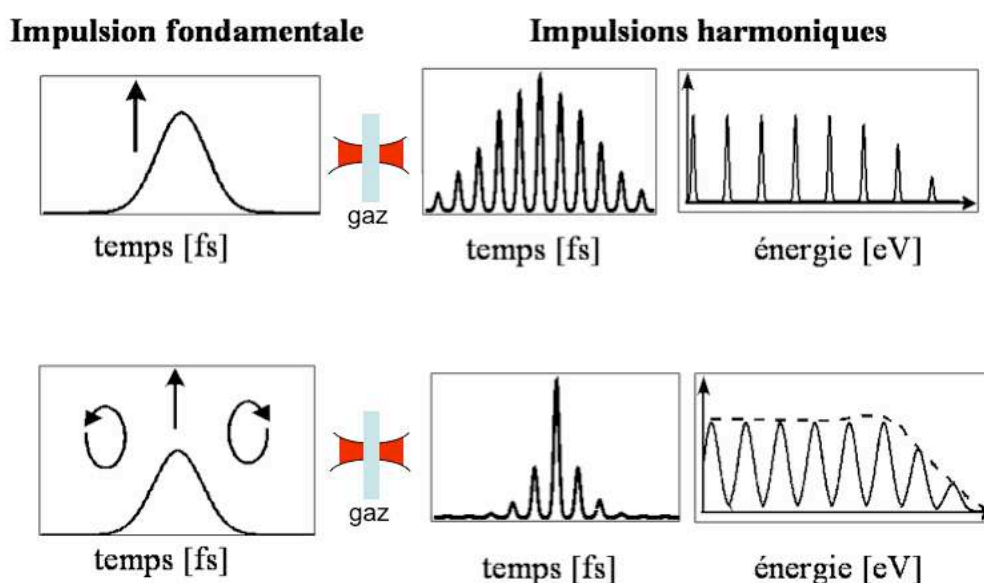 Impulsion fondamentale
Impulsions harmoniques
gaz
temps [fs]
temps [fs]
énergie [eV]
gaz
temps [fs]
temps [fs]
énergie [eV]